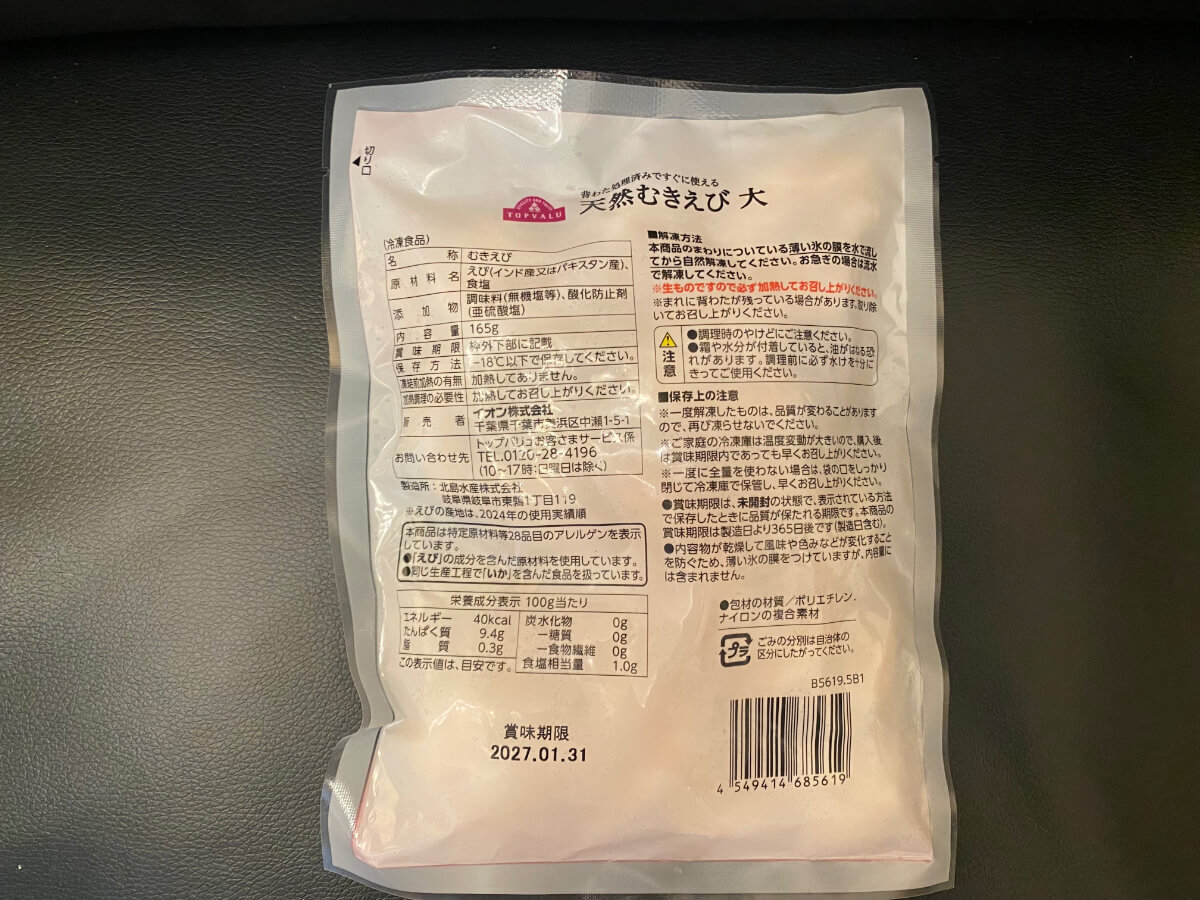 切り口
背わた処理済みですぐに使える
天然むきえび 大
QUALITY AND TRUST
TOPVALU
(冷凍食品)
名称 むきえび
原材料名 えび(インド産又はパキスタン産)、
食塩
添加物 調味料(無機塩等)、酸化防止剤
(亜硫酸塩)
内容量 165g
賞味期限 枠外下部に記載
保存方法 −18℃以下で保存してください。
凍結前加熱の有無 加熱してありません。
加熱調理の必要性 加熱してお召し上がりください。
販売者 イオン株式会社
千葉県千葉市美浜区中瀬1-5-1
お問い合わせ先 トップバリュお客さまサービス係
TEL.0120-28-4196
(10〜17時:日曜日は除く)
製造所:北島水産株式会社
岐阜県岐阜市東鶉1丁目119
※えびの産地は、2024年の使用実績順
本商品は特定原材料等28品目のアレルゲンを表示
しています。
●「えび」の成分を含んだ原材料を使用しています。
●同じ生産工程で「いか」を含んだ食品を扱っています。
栄養成分表示 100g当たり
エネルギー 40kcal
たんぱく質 9.4g
脂質 0.3g
この表示値は、目安です。
炭水化物 0g
ー糖質 0g
ー食物繊維 0g
食塩相当量 1.0g
賞味期限
2027.01.31
■解凍方法
本商品のまわりについている薄い氷の膜を水で流し
てから自然解凍してください。お急ぎの場合は流水
で解凍してください。
※生ものですので必ず加熱してお召し上がりください。
※まれに背わたが残っている場合があります。取り除
いてお召し上がりください。
注意
●調理時のやけどにご注意ください。
●霜や水分が付着していると、油がはねる恐
れがあります。調理前に必ず水けを十分に
きってご使用ください。
■保存上の注意
※一度解凍したものは、品質が変わることがあります
ので、再び凍らせないでください。
※ご家庭の冷凍庫は温度変動が大きいので、購入後
は賞味期限内であっても早くお召し上がりください。
※一度に全量を使わない場合は、袋の口をしっかり
閉じて冷凍庫で保管し、早くお召し上がりください。
●賞味期限は、未開封の状態で、表示されている方法
で保存したときに品質が保たれる期限です。本商品の
賞味期限は製造日より365日後です(製造日含む)。
●内容物が乾燥して風味や色みなどが変化すること
を防ぐため、薄い氷の膜をつけていますが、内容量に
は含まれません。
●包材の材質/ポリエチレン、
ナイロンの複合素材
プラ
ごみの分別は自治体の
区分にしたがってください。
B5619.5B1
4 549414 685619